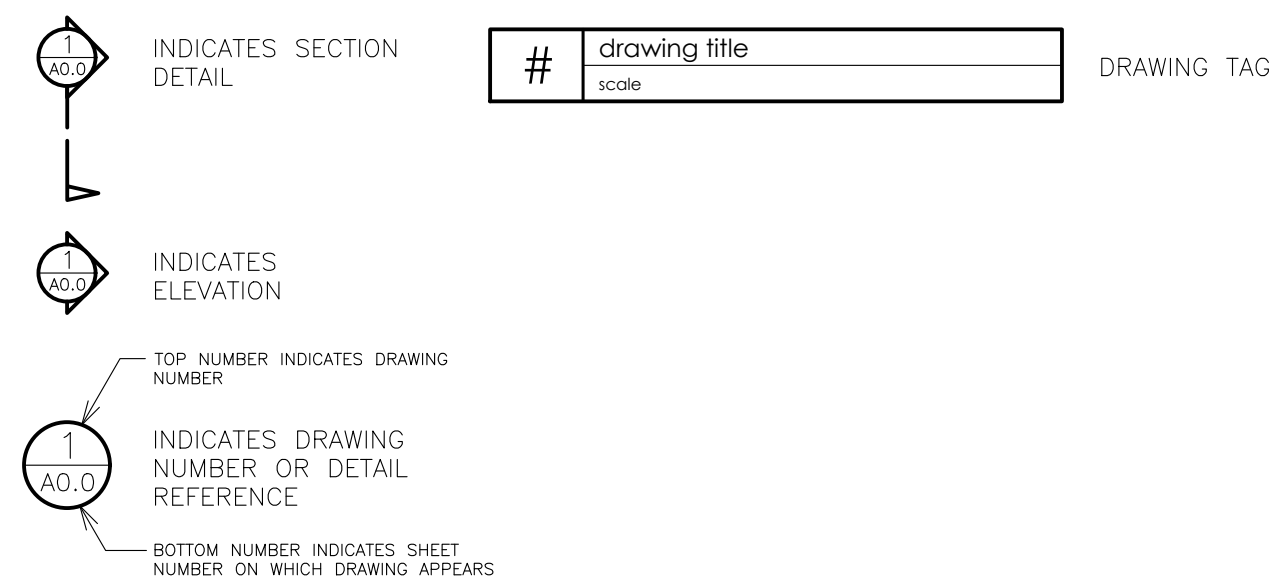 1
A0.0
INDICATES SECTION
DETAIL
#
drawing title
scale
DRAWING TAG
1
A0.0
INDICATES
ELEVATION
TOP NUMBER INDICATES DRAWING
NUMBER
1
A0.0
INDICATES DRAWING
NUMBER OR DETAIL
REFERENCE
BOTTOM NUMBER INDICATES SHEET
NUMBER ON WHICH DRAWING APPEARS